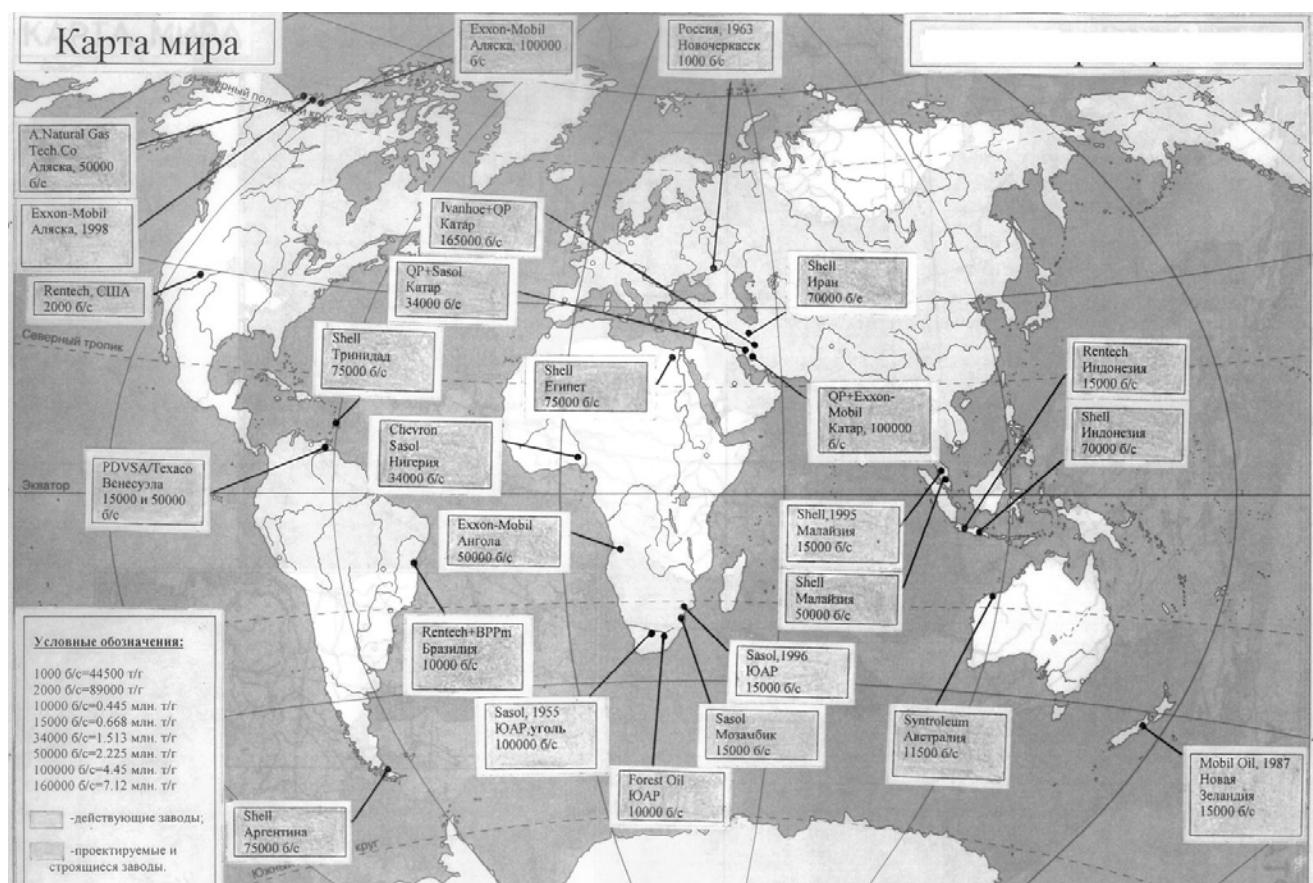 Карта мира
Exxon-Mobil
Аляска, 100000
б/с
Россия, 1963
Новочеркасск
1000 б/с
Северный полярный круг
A.Natural Gas
Tech.Co
Аляска, 50000
б/с
Exxon-Mobil
Аляска, 1998
Ivanhoe+QP
Катар
165000 б/с
QP+Sasol
Катар
34000 б/с
Shell
Иран
70000 б/с
Rentech, США
2000 б/с
Северный тропик
Shell
Тринидад
75000 б/с
Shell
Египет
75000 б/с
Rentech
Индонезия
15000 б/с
QP+Exxon-
Mobil
Катар, 100000
б/с
Shell
Индонезия
70000 б/с
Chevron
Sasol
Нигерия
34000 б/с
PDVSA/Texaco
Венесуэла
15000 и 50000
б/с
Экватор
Exxon-Mobil
Ангола
50000 б/с
Shell,1995
Малайзия
15000 б/с
Shell
Малайзия
50000 б/с
Rentech+BPPm
Бразилия
10000 б/с
Sasol,1996
ЮАР
15000 б/с
Sasol, 1955
ЮАР,уголь
100000 б/с
Sasol
Мозамбик
15000 б/с
Syntroleum
Австралия
11500 б/с
Forest Oil
ЮАР
10000 б/с
Mobil Oil, 1987
Новая
Зеландия
15000 б/с
Shell
Аргентина
75000 б/с
круг
Условные обозначения:
1000 б/с=44500 т/г
2000 б/с=89000 т/г
10000 б/с=0.445 млн. т/г
15000 б/с=0.668 млн. т/г
34000 б/с=1.513 млн. т/г
50000 б/с=2.225 млн. т/г
100000 б/с=4.45 млн. т/г
160000 б/с=7.12 млн. т/г
-действующие заводы;
-проектируемые и
строящиеся заводы.